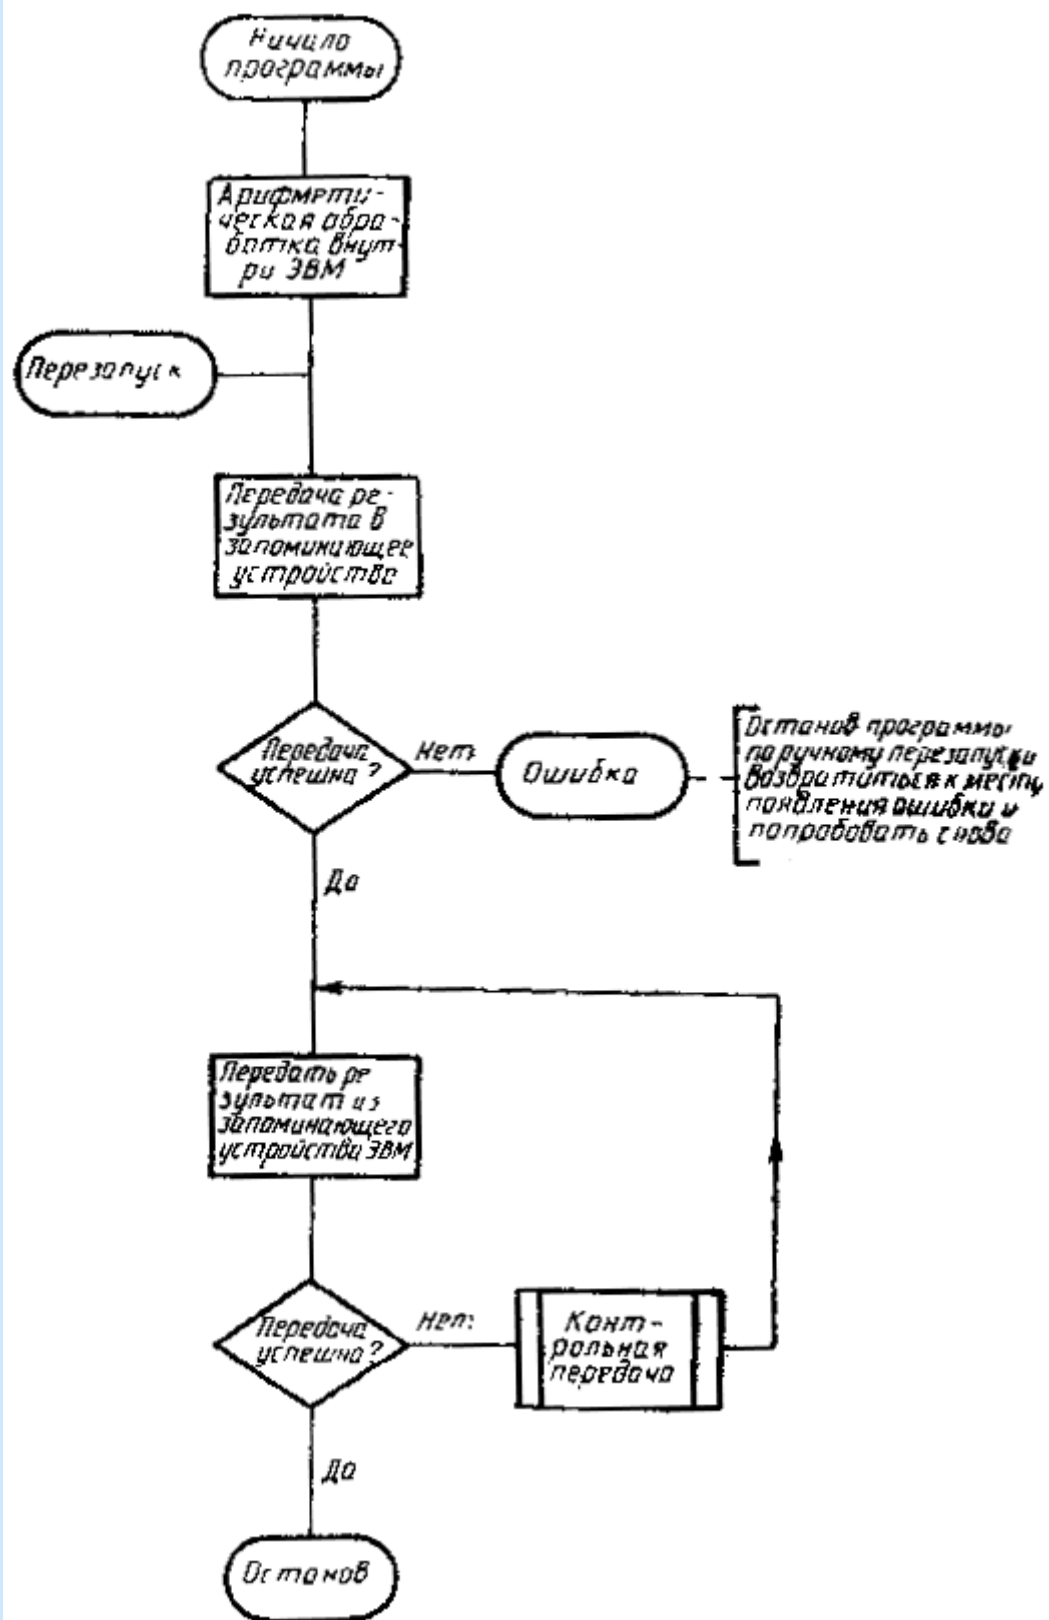 Начало
программы
Арифмети-
ческая обра-
ботка внут-
ри ЭВМ
Перезапуск
Передача ре-
зультата в
запоминающее
устройство
Передача
успешна?
Нет
Ошибка
Останов программы
по ручному перезапуску
возвратиться к месту
появления ошибки и
попробовать снова
Да
Передать ре
зультат из
запоминающего
устройства ЭВМ
Передача
успешна?
Нет
Конт-
рольная
передача
Да
Останов